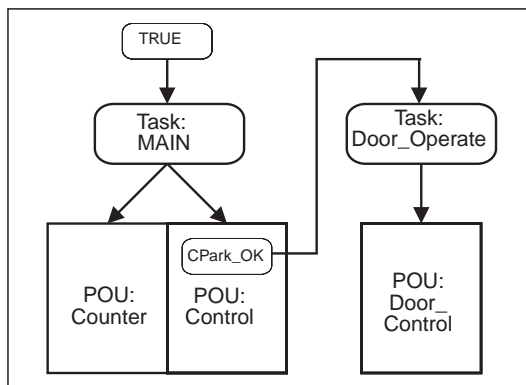 TRUE
Task:
MAIN
Task:
Door_Operate
CPark_OK
POU:
Counter
POU:
Control
POU:
Door_
Control